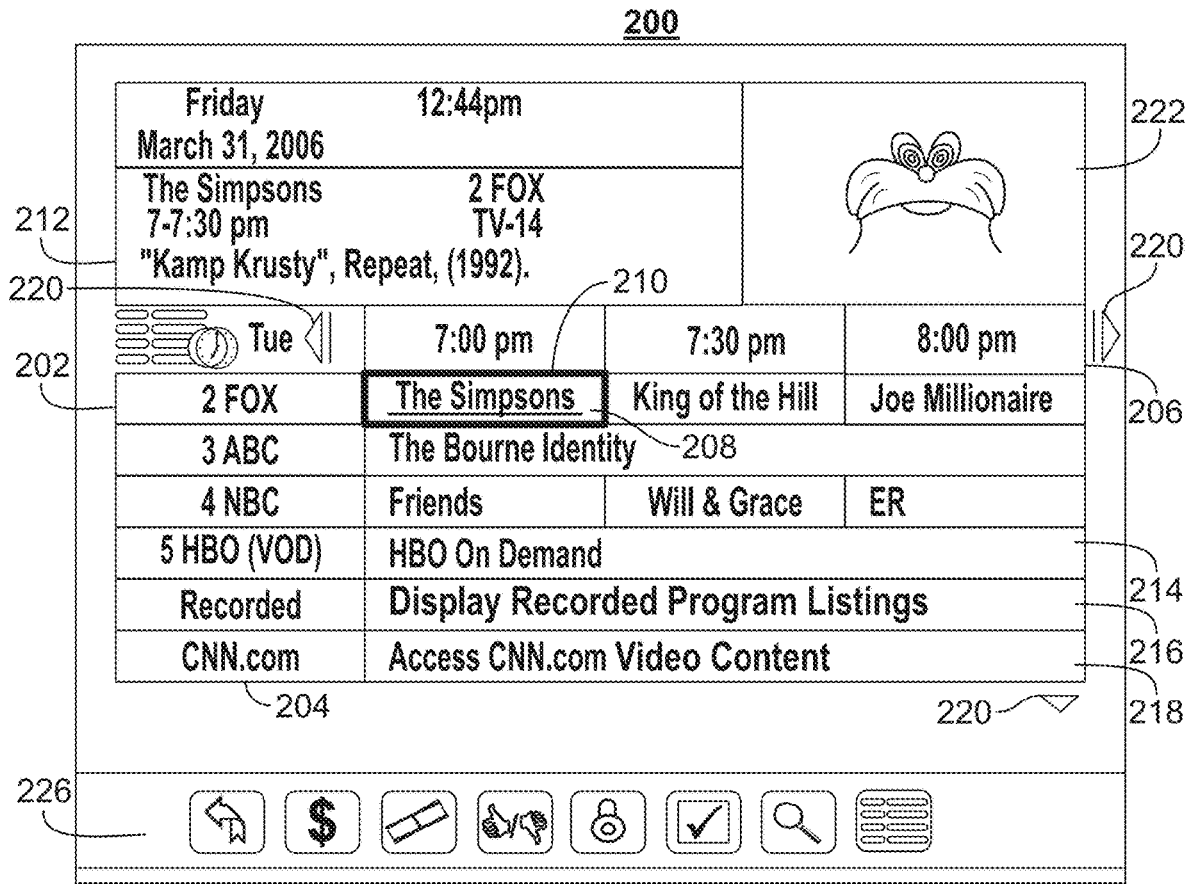 200
Friday 12:44pm
March 31, 2006
222
The Simpsons 2 FOX
7-7:30 pm TV-14
212
"Kamp Krusty", Repeat, (1992).
220
220
210
Tue 7:00 pm 7:30 pm 8:00 pm
202
2 FOX The Simpsons King of the Hill Joe Millionaire
206
3 ABC The Bourne Identity
208
4 NBC Friends Will & Grace ER
5 HBO (VOD) HBO On Demand
214
Recorded Display Recorded Program Listings
216
CNN.com Access CNN.com Video Content
204
220
218
226
$ /